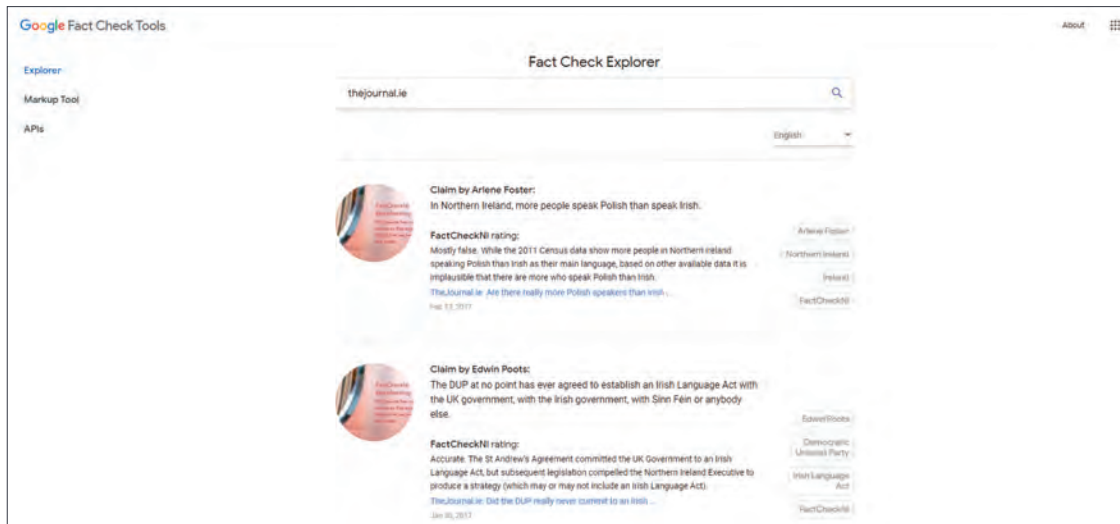 Google Fact Check Tools
About
Explorer
Markup Tool
APIs
Fact Check Explorer
thejournal.ie
English
Claim by Arlene Foster:
In Northern Ireland, more people speak Polish than speak Irish.
FactCheckNI rating:
Mostly false. While the 2011 Census data show more people in Northern Ireland
speaking Polish than Irish as their main language, based on other available data it is
implausible that there are more who speak Polish than Irish.
TheJournal.ie: Are there really more Polish speakers than Irish ...
Feb 13, 2017
Arlene Foster
Northern Ireland
Ireland
FactCheckNI
Claim by Edwin Poots:
The DUP at no point has ever agreed to establish an Irish Language Act with
the UK government, with the Irish government, with Sinn Féin or anybody
else.
FactCheckNI rating:
Accurate. The St Andrew's Agreement committed the UK Government to an Irish
Language Act, but subsequent legislation compelled the Northern Ireland Executive to
produce a strategy (which may or may not include an Irish Language Act).
TheJournal.ie: Did the DUP really never commit to an Irish ...
2017
Democratic
Unionist Party
Irish Language
Act
FactCheckNI